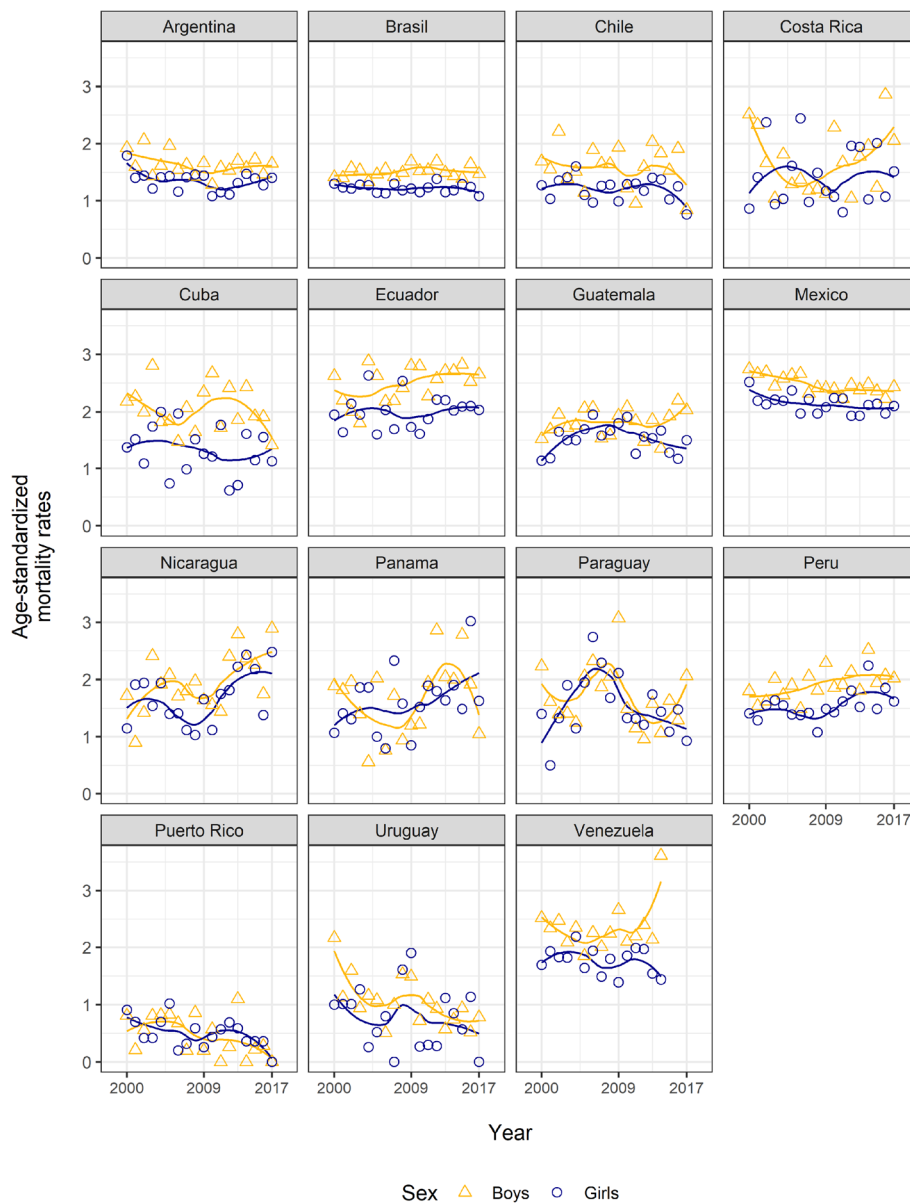 Argentina
Brasil
Chile
Costa Rica
3
2
1
0
Cuba
Ecuador
Guatemala
Mexico
3
2
1
0
Age-standardized
mortality rates
Nicaragua
Panama
Paraguay
Peru
3
2
1
0
2000 2009 2017
Puerto Rico
Uruguay
Venezuela
3
2
1
0
2000 2009 2017
2000 2009 2017
2000 2009 2017
Year
Sex Boys Girls